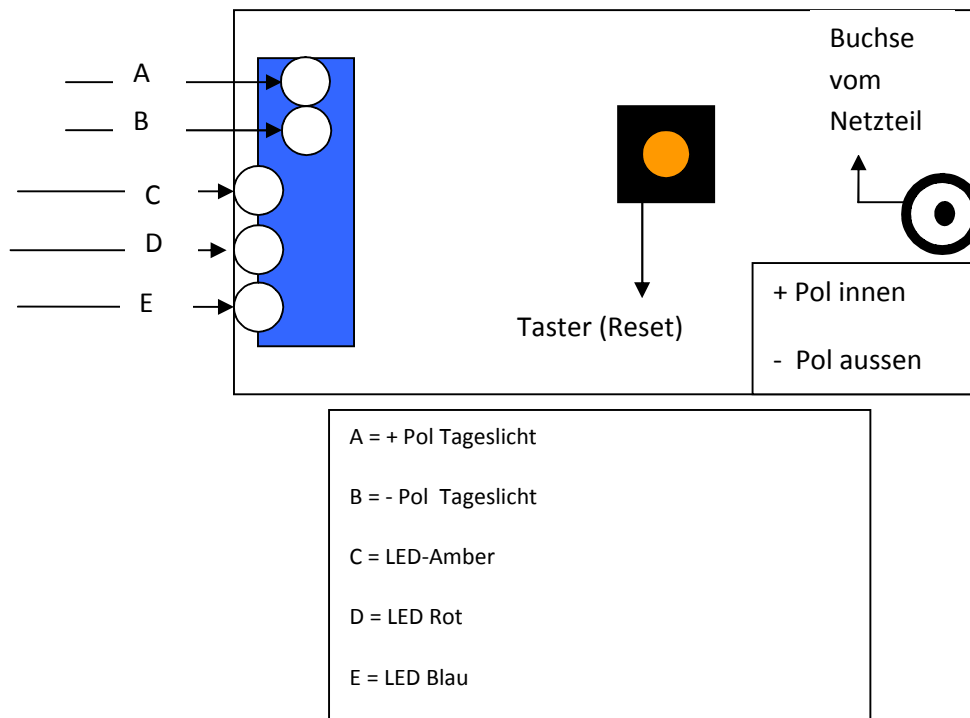 A
B
C
D
E
Buchse
vom
Netzteil
Taster (Reset)
+ Pol innen
- Pol aussen
A = + Pol Tageslicht
B = - Pol Tageslicht
C = LED-Amber
D = LED Rot
E = LED Blau